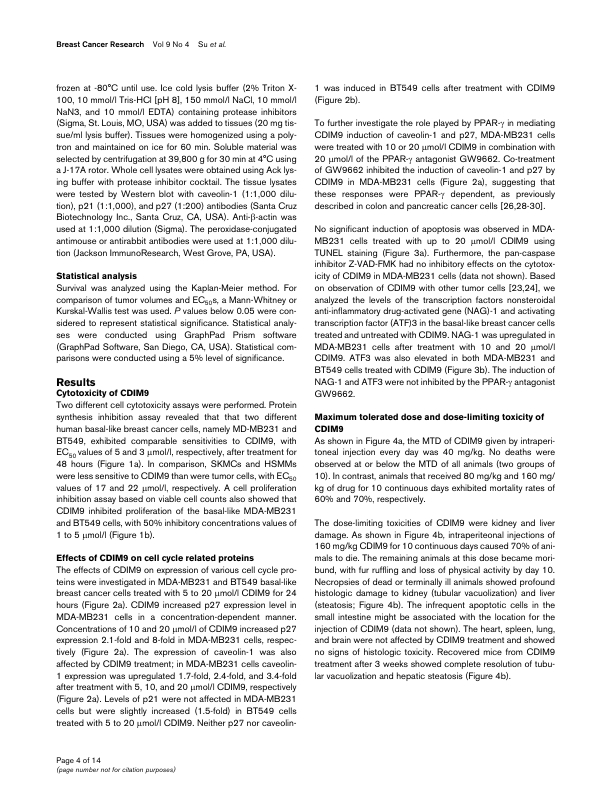 Breast Cancer Research Vol 9 No 4 Su et al.
frozen at -80°C until use. Ice cold lysis buffer (2% Triton X-
100, 10 mmol/l Tris-HCl [pH 8], 150 mmol/l NaCl, 10 mmol/l
NaN3, and 10 mmol/l EDTA) containing protease inhibitors
(Sigma, St. Louis, MO, USA) was added to tissues (20 mg tis-
sue/ml lysis buffer). Tissues were homogenized using a poly-
tron and maintained on ice for 60 min. Soluble material was
selected by centrifugation at 39,800 g for 30 min at 4°C using
a J-17A rotor. Whole cell lysates were obtained using Ack lys-
ing buffer with protease inhibitor cocktail. The tissue lysates
were tested by Western blot with caveolin-1 (1:1,000 dilu-
tion), p21 (1:1,000), and p27 (1:200) antibodies (Santa Cruz
Biotechnology Inc., Santa Cruz, CA, USA). Anti-β-actin was
used at 1:1,000 dilution (Sigma). The peroxidase-conjugated
antimouse or antirabbit antibodies were used at 1:1,000 dilu-
tion (Jackson ImmunoResearch, West Grove, PA, USA).
Statistical analysis
Survival was analyzed using the Kaplan-Meier method. For
comparison of tumor volumes and EC50s, a Mann-Whitney or
Kurskal-Wallis test was used. P values below 0.05 were con-
sidered to represent statistical significance. Statistical analy-
ses were conducted using GraphPad Prism software
(GraphPad Software, San Diego, CA, USA). Statistical com-
parisons were conducted using a 5% level of significance.
Results
Cytotoxicity of CDIM9
Two different cell cytotoxicity assays were performed. Protein
synthesis inhibition assay revealed that that two different
human basal-like breast cancer cells, namely MD-MB231 and
BT549, exhibited comparable sensitivities to CDIM9, with
EC50 values of 5 and 3 μmol/l, respectively, after treatment for
48 hours (Figure 1a). In comparison, SKMCs and HSMMs
were less sensitive to CDIM9 than were tumor cells, with EC50
values of 17 and 22 μmol/l, respectively. A cell proliferation
inhibition assay based on viable cell counts also showed that
CDIM9 inhibited proliferation of the basal-like MDA-MB231
and BT549 cells, with 50% inhibitory concentrations values of
1 to 5 μmol/l (Figure 1b).
Effects of CDIM9 on cell cycle related proteins
The effects of CDIM9 on expression of various cell cycle pro-
teins were investigated in MDA-MB231 and BT549 basal-like
breast cancer cells treated with 5 to 20 μmol/l CDIM9 for 24
hours (Figure 2a). CDIM9 increased p27 expression level in
MDA-MB231 cells in a concentration-dependent manner.
Concentrations of 10 and 20 μmol/l of CDIM9 increased p27
expression 2.1-fold and 8-fold in MDA-MB231 cells, respec-
tively (Figure 2a). The expression of caveolin-1 was also
affected by CDIM9 treatment; in MDA-MB231 cells caveolin-
1 expression was upregulated 1.7-fold, 2.4-fold, and 3.4-fold
after treatment with 5, 10, and 20 μmol/l CDIM9, respectively
(Figure 2a). Levels of p21 were not affected in MDA-MB231
cells but were slightly increased (1.5-fold) in BT549 cells
treated with 5 to 20 μmol/l CDIM9. Neither p27 nor caveolin-
1 was induced in BT549 cells after treatment with CDIM9
(Figure 2b).
To further investigate the role played by PPAR-γ in mediating
CDIM9 induction of caveolin-1 and p27, MDA-MB231 cells
were treated with 10 or 20 μmol/l CDIM9 in combination with
20 μmol/l of the PPAR-γ antagonist GW9662. Co-treatment
of GW9662 inhibited the induction of caveolin-1 and p27 by
CDIM9 in MDA-MB231 cells (Figure 2a), suggesting that
these responses were PPAR-γ dependent, as previously
described in colon and pancreatic cancer cells [26,28-30].
No significant induction of apoptosis was observed in MDA-
MB231 cells treated with up to 20 μmol/l CDIM9 using
TUNEL staining (Figure 3a). Furthermore, the pan-caspase
inhibitor Z-VAD-FMK had no inhibitory effects on the cytotox-
icity of CDIM9 in MDA-MB231 cells (data not shown). Based
on observation of CDIM9 with other tumor cells [23,24], we
analyzed the levels of the transcription factors nonsteroidal
anti-inflammatory drug-activated gene (NAG)-1 and activating
transcription factor (ATF)3 in the basal-like breast cancer cells
treated and untreated with CDIM9. NAG-1 was upregulated in
MDA-MB231 cells after treatment with 10 and 20 μmol/l
CDIM9. ATF3 was also elevated in both MDA-MB231 and
BT549 cells treated with CDIM9 (Figure 3b). The induction of
NAG-1 and ATF3 were not inhibited by the PPAR-γ antagonist
GW9662.
Maximum tolerated dose and dose-limiting toxicity of
CDIM9
As shown in Figure 4a, the MTD of CDIM9 given by intraperi-
toneal injection every day was 40 mg/kg. No deaths were
observed at or below the MTD of all animals (two groups of
10). In contrast, animals that received 80 mg/kg and 160 mg/
kg of drug for 10 continuous days exhibited mortality rates of
60% and 70%, respectively.
The dose-limiting toxicities of CDIM9 were kidney and liver
damage. As shown in Figure 4b, intraperiteonal injections of
160 mg/kg CDIM9 for 10 continuous days caused 70% of ani-
mals to die. The remaining animals at this dose became mori-
bund, with fur ruffling and loss of physical activity by day 10.
Necropsies of dead or terminally ill animals showed profound
histologic damage to kidney (tubular vacuolization) and liver
(steatosis; Figure 4b). The infrequent apoptotic cells in the
small intestine might be associated with the location for the
injection of CDIM9 (data not shown). The heart, spleen, lung,
and brain were not affected by CDIM9 treatment and showed
no signs of histologic toxicity. Recovered mice from CDIM9
treatment after 3 weeks showed complete resolution of tubu-
lar vacuolization and hepatic steatosis (Figure 4b).
Page 4 of 14
(page number not for citation purposes)